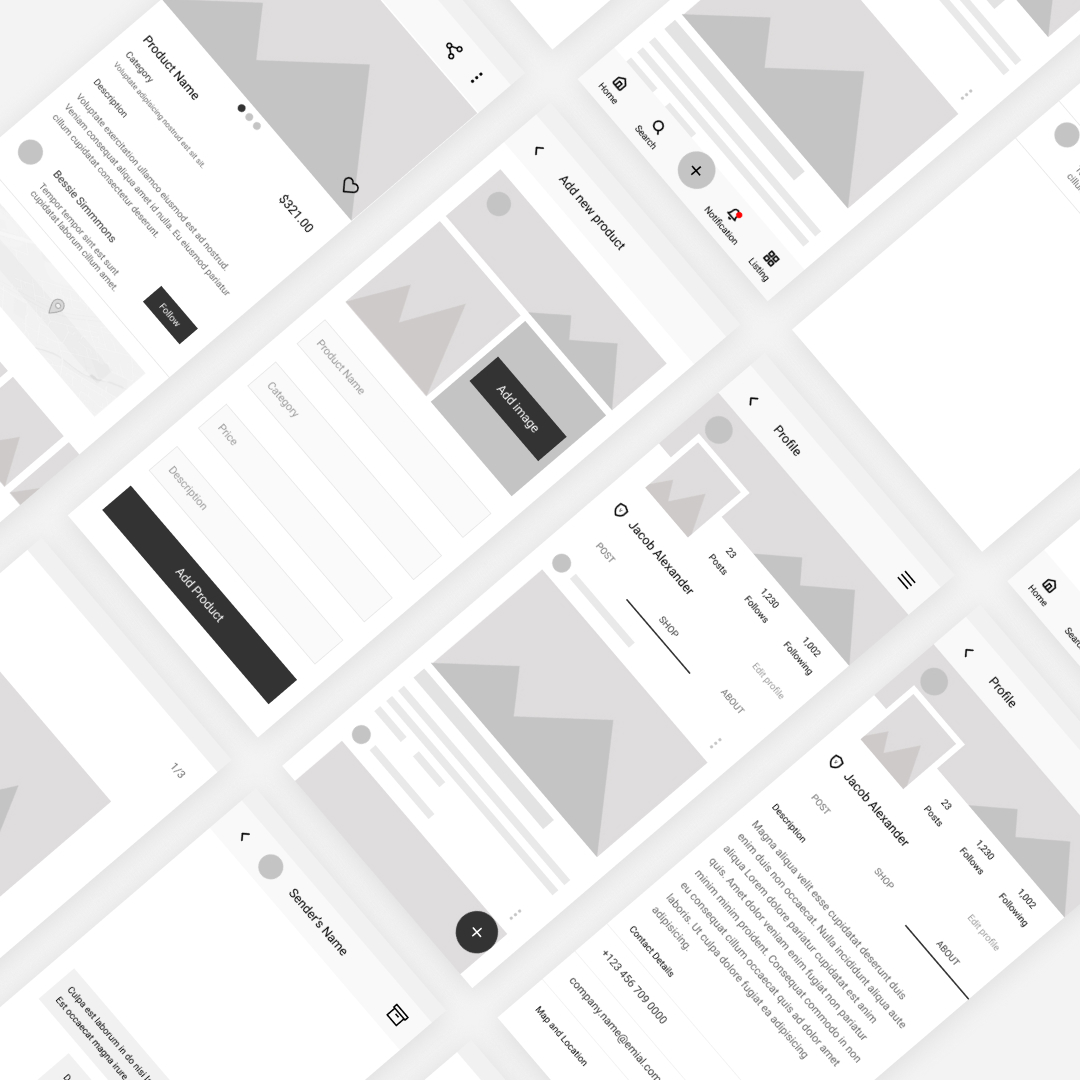 Product Name
Category
Voluptate adipisicing nostrud est sit sit.
Description
Voluptate exercitation ullamco eiusmod est ad nostrud.
Veniam consequat aliqua amet id nulla. Eu eiusmod pariatur
cillum cupidatat consectetur deserunt.
$321.00
Bessie Simmmons
Tempor tempor sint est sunt
cupidatat laborum cillum amet.
Follow
Home
Search
Notification
Listing
Add new product
Add image
Product Name
Category
Price
Description
Add Product
Profile
Jacob Alexander
23
Posts
1,230
Follows
1,002
Following
Edit profile
POST
SHOP
ABOUT
Profile
Jacob Alexander
23
Posts
1,230
Follows
1,002
Following
Edit profile
POST
SHOP
ABOUT
Description
Magna aliqua velit esse cupidatat deserunt duis
enim duis non occaecat. Nulla incididunt aliqua aute
aliqua Lorem dolore pariatur cupidatat est anim
quis. Amet dolor veniam enim fugiat non pariatur
minim minim proident. Consequat commodo in non
eu consequat cillum occaecat quis ad dolor amet
laboris. Ut culpa dolore fugiat ea adipisicing
adipisicing.
Contact Details
+123 456 709 0000
company.name@emial.com
Map and Location
Home
1/3
Sender's Name
Culpa est laborum in do nisi
Est occaecat magna irure